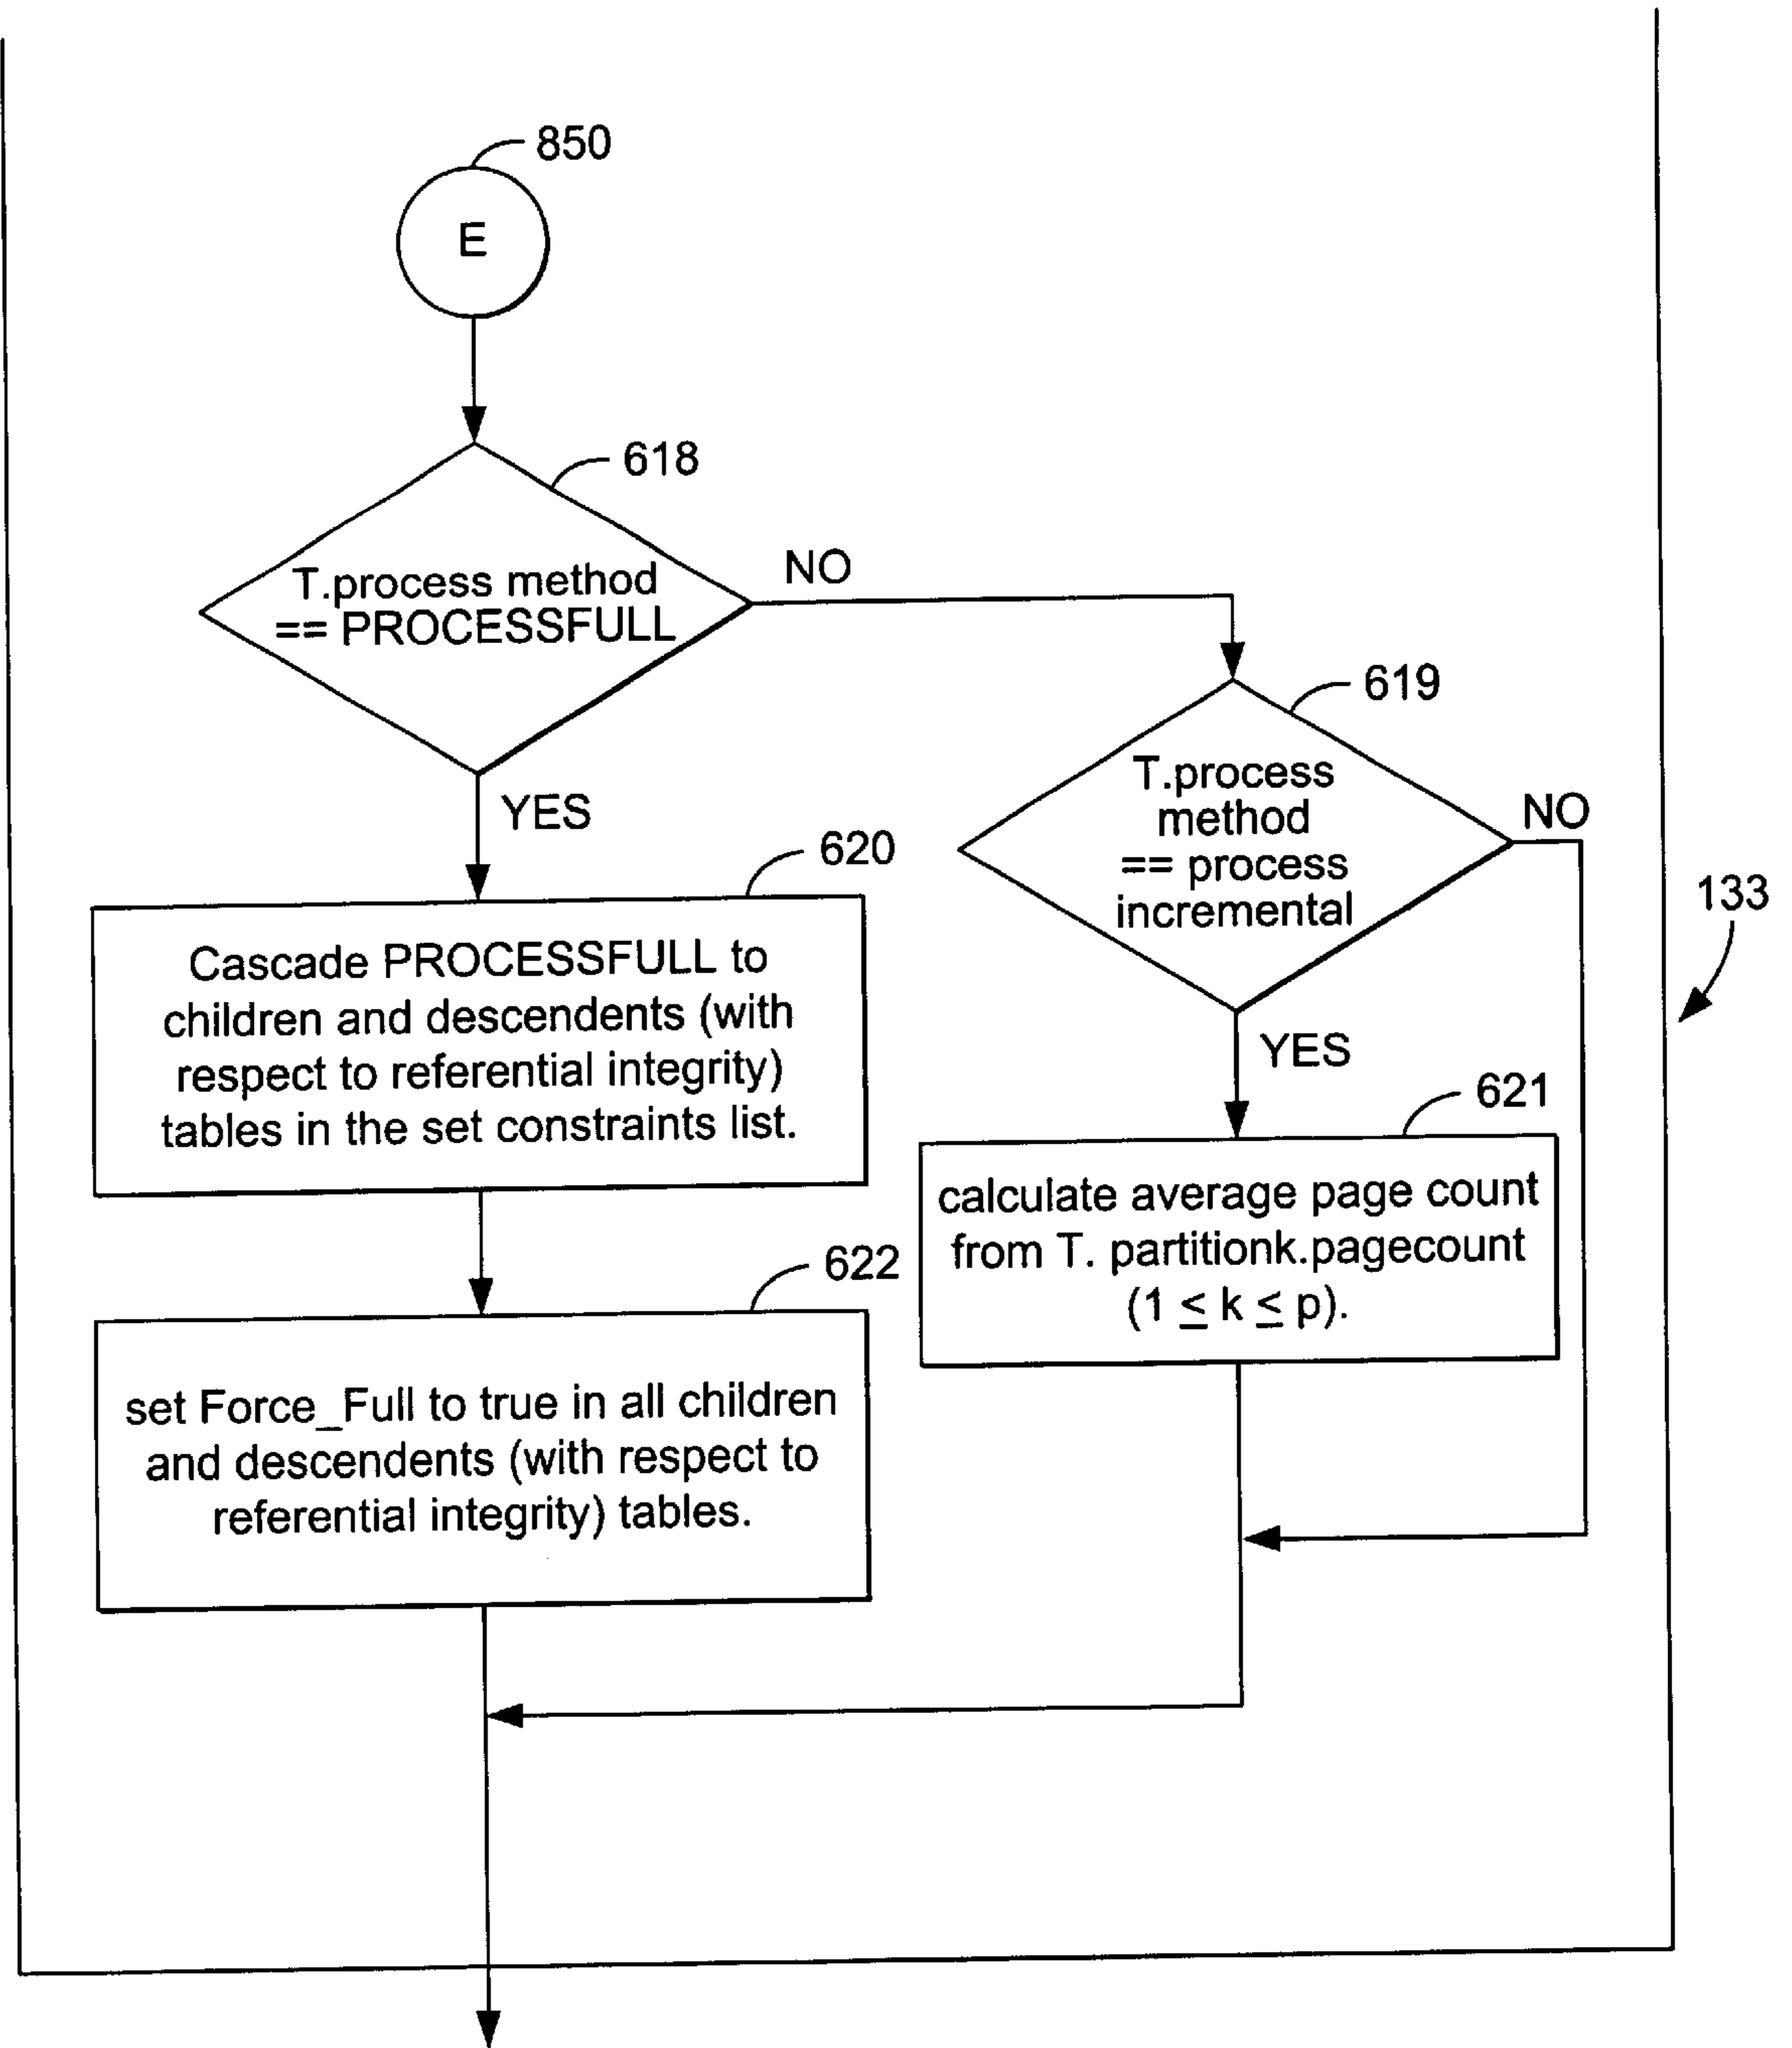 850
E
618
T.process method
== PROCESSFULL
NO
YES
619
T.process
method
== process
incremental
NO
YES
133
620
Cascade PROCESSFULL to
children and descendents (with
respect to referential integrity)
tables in the set constraints list.
621
calculate average page count
from T. partitionk.pagecount
(1 ≤ k ≤ p).
622
set Force_Full to true in all children
and descendents (with respect to
referential integrity) tables.